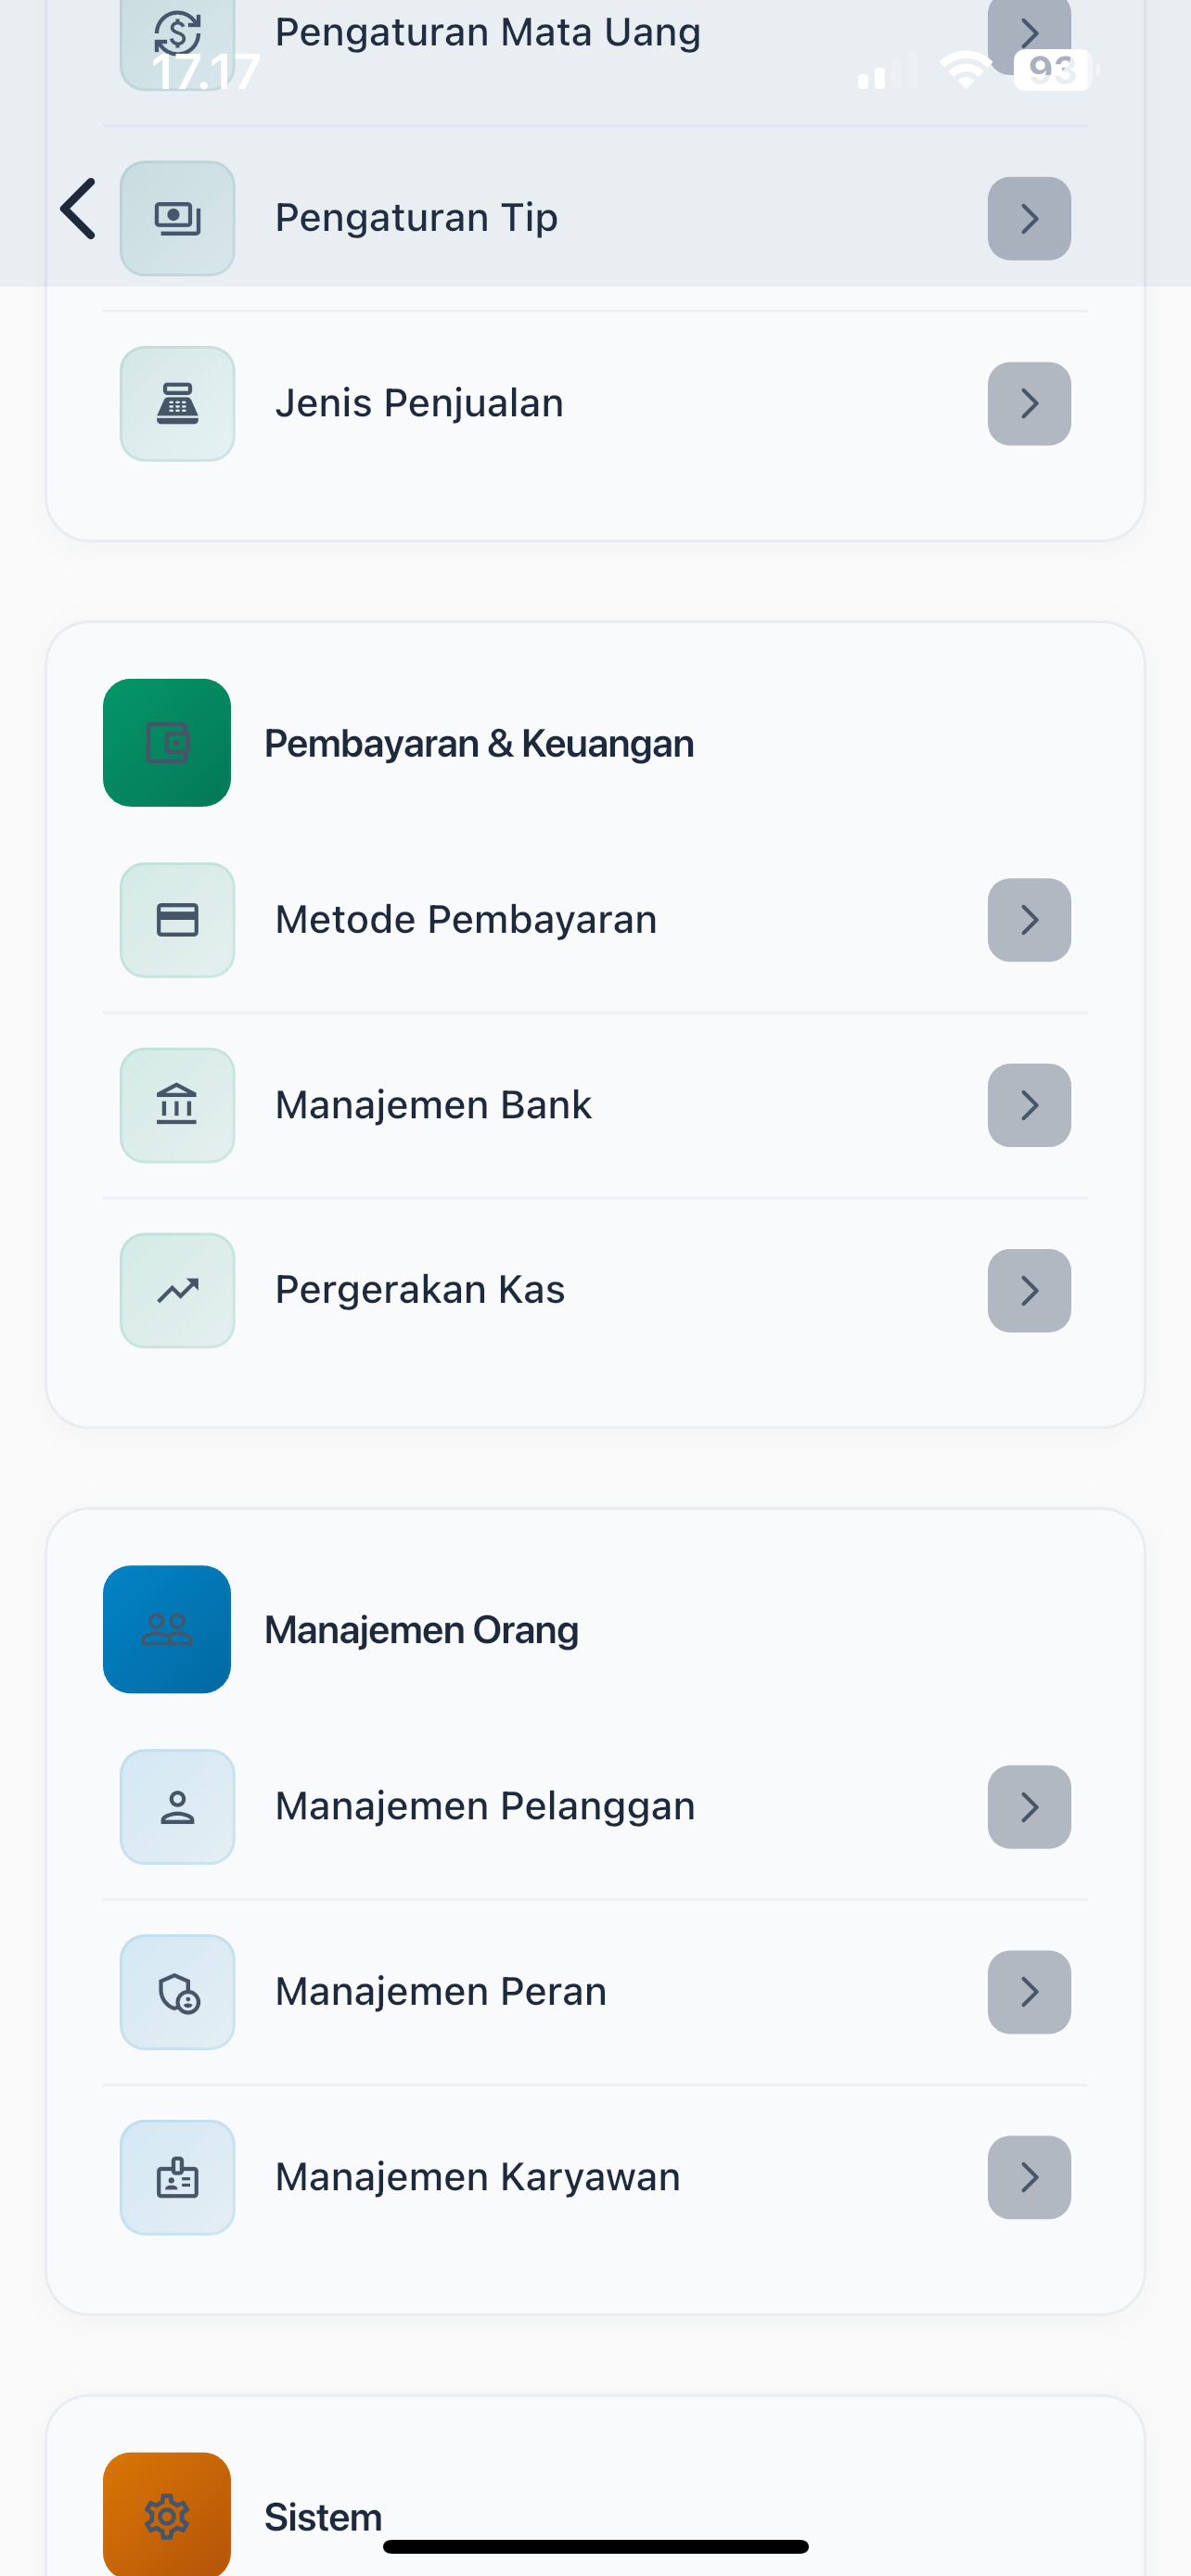 Pengaturan Mata Uang
17.17
93
Pengaturan Tip
Jenis Penjualan
Pembayaran & Keuangan
Metode Pembayaran
Manajemen Bank
Pergerakan Kas
Manajemen Orang
Manajemen Pelanggan
Manajemen Peran
Manajemen Karyawan
Sistem